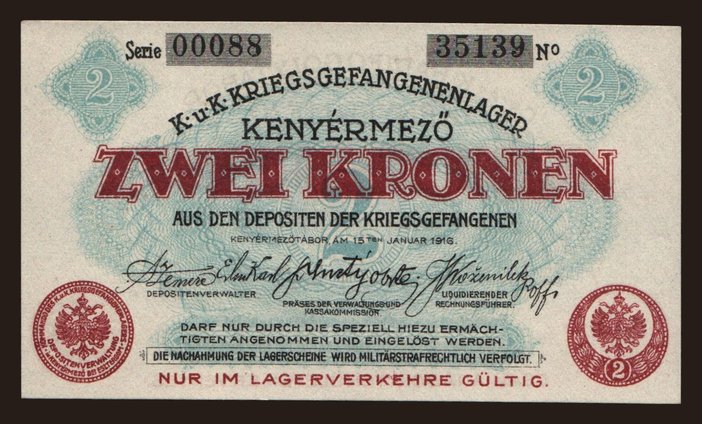 Serie 00088 35139 No
2 2
K.u.K. KRIEGSGEFANGENENLAGER
KENYÉRMEZŐ
ZWEI KRONEN
AUS DEN DEPOSITEN DER KRIEGSGEFANGENEN
KENYÉRMEZŐTÁBOR, AM 15TEN JANUAR 1916.
DEPOSITENVERWALTER
PRÄSES DER VERWALTUNGUND
KASSAKOMMISSION
LIQUIDIERENDER
RECHNUNGSFÜHRER.
DARF NUR DURCH DIE SPEZIELL HIEZU ERMÄCH-
TIGTEN ANGENOMMEN UND EINGELÖST WERDEN.
DIE NACHAHMUNG DER LAGERSCHEINE WIRD MILITÄRSTRAFRECHTLICH VERFOLGT.
NUR IM LAGERVERKEHRE GÜLTIG.
DEPOSITENVERWALTUNG
2